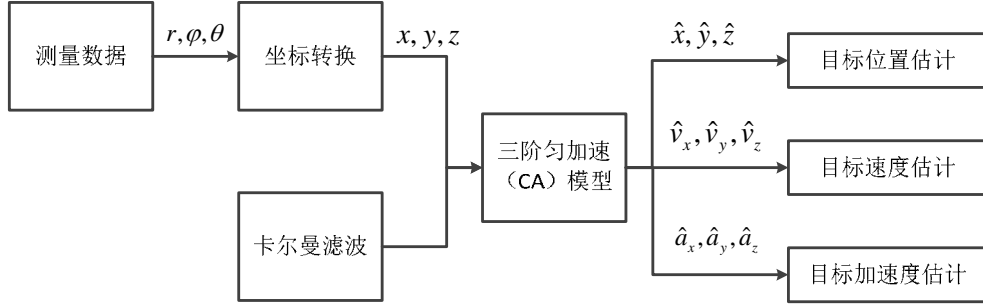 测量数据
r,φ,θ
坐标转换
x, y, z
卡尔曼滤波
三阶匀加速
（CA）模型
x̂, ŷ, ẑ
目标位置估计
v̂ₓ, v̂ᵧ, v̂_z
目标速度估计
âₓ, âᵧ, â_z
目标加速度估计